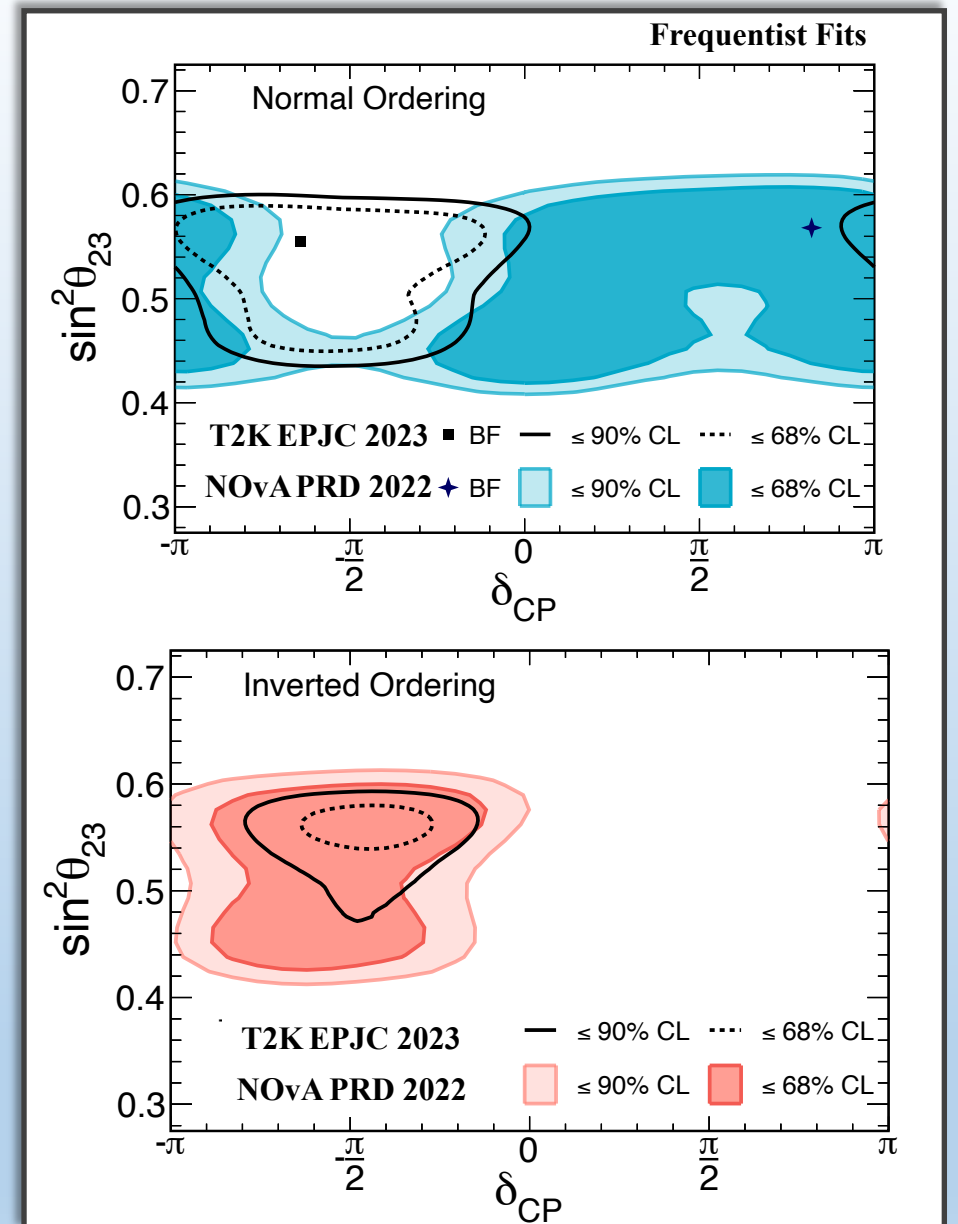 Frequentist Fits
Normal Ordering
0.7
0.6
0.5
0.4
0.3
sin²θ₂₃
T2K EPJC 2023 BF ≤ 90% CL ≤ 68% CL
NOvA PRD 2022 BF ≤ 90% CL ≤ 68% CL
-π -π/2 0 π/2 π
δCP
Inverted Ordering
0.7
0.6
0.5
0.4
0.3
sin²θ₂₃
T2K EPJC 2023 ≤ 90% CL ≤ 68% CL
NOvA PRD 2022 ≤ 90% CL ≤ 68% CL
-π -π/2 0 π/2 π
δCP